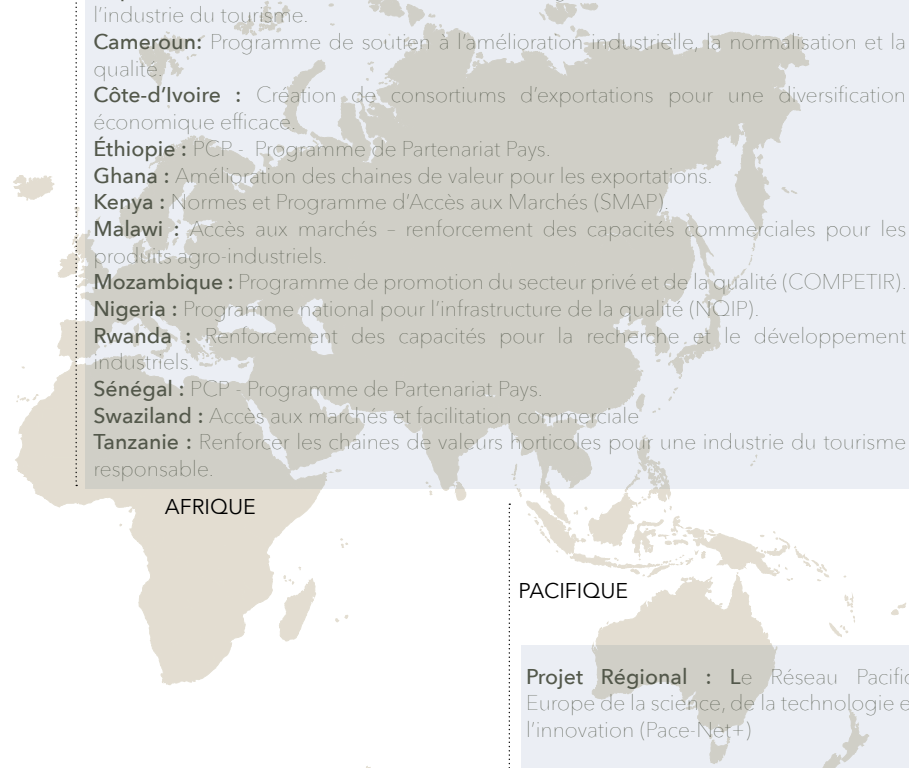 l'industrie du tourisme.
Cameroun: Programme de soutien à l'amélioration industrielle, la normalisation et la
qualité.
Côte-d'Ivoire : Création de consortiums d'exportations pour une diversification
économique efficace.
Éthiopie : PCP - Programme de Partenariat Pays.
Ghana : Amélioration des chaines de valeur pour les exportations.
Kenya : Normes et Programme d'Accès aux Marchés (SMAP).
Malawi : Accès aux marchés – renforcement des capacités commerciales pour les
produits agro-industriels.
Mozambique : Programme de promotion du secteur privé et de la qualité (COMPETIR).
Nigeria : Programme national pour l'infrastructure de la qualité (NQIP).
Rwanda : Renforcement des capacités pour la recherche et le développement
industriels.
Sénégal : PCP - Programme de Partenariat Pays.
Swaziland : Accès aux marchés et facilitation commerciale
Tanzanie : Renforcer les chaines de valeurs horticoles pour une industrie du tourisme
responsable.
AFRIQUE
PACIFIQUE
Projet Régional : Le Réseau
Europe de la science, de la technologie
l'innovation (Pace-Net+)